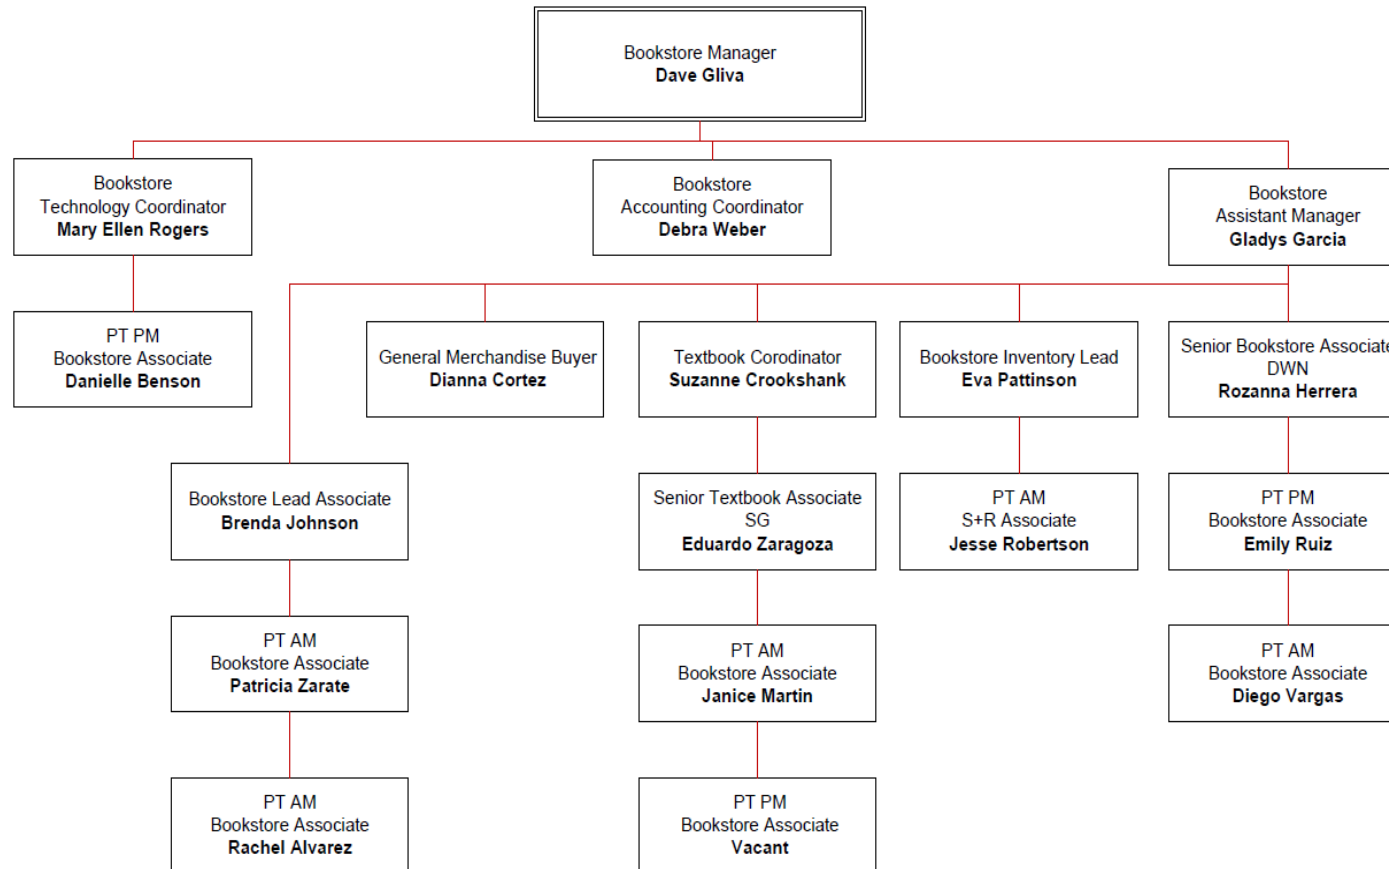 Bookstore Manager
Dave Gliva
Bookstore
Technology Coordinator
Mary Ellen Rogers
Bookstore
Accounting Coordinator
Debra Weber
Bookstore
Assistant Manager
Gladys Garcia
PT PM
Bookstore Associate
Danielle Benson
General Merchandise Buyer
Dianna Cortez
Textbook Corodinator
Suzanne Crookshank
Bookstore Inventory Lead
Eva Pattinson
Senior Bookstore Associate
DWN
Rozanna Herrera
Bookstore Lead Associate
Brenda Johnson
Senior Textbook Associate
SG
Eduardo Zaragoza
PT AM
S+R Associate
Jesse Robertson
PT PM
Bookstore Associate
Emily Ruiz
PT AM
Bookstore Associate
Patricia Zarate
PT AM
Bookstore Associate
Janice Martin
PT AM
Bookstore Associate
Diego Vargas
PT AM
Bookstore Associate
Rachel Alvarez
PT PM
Bookstore Associate
Vacant